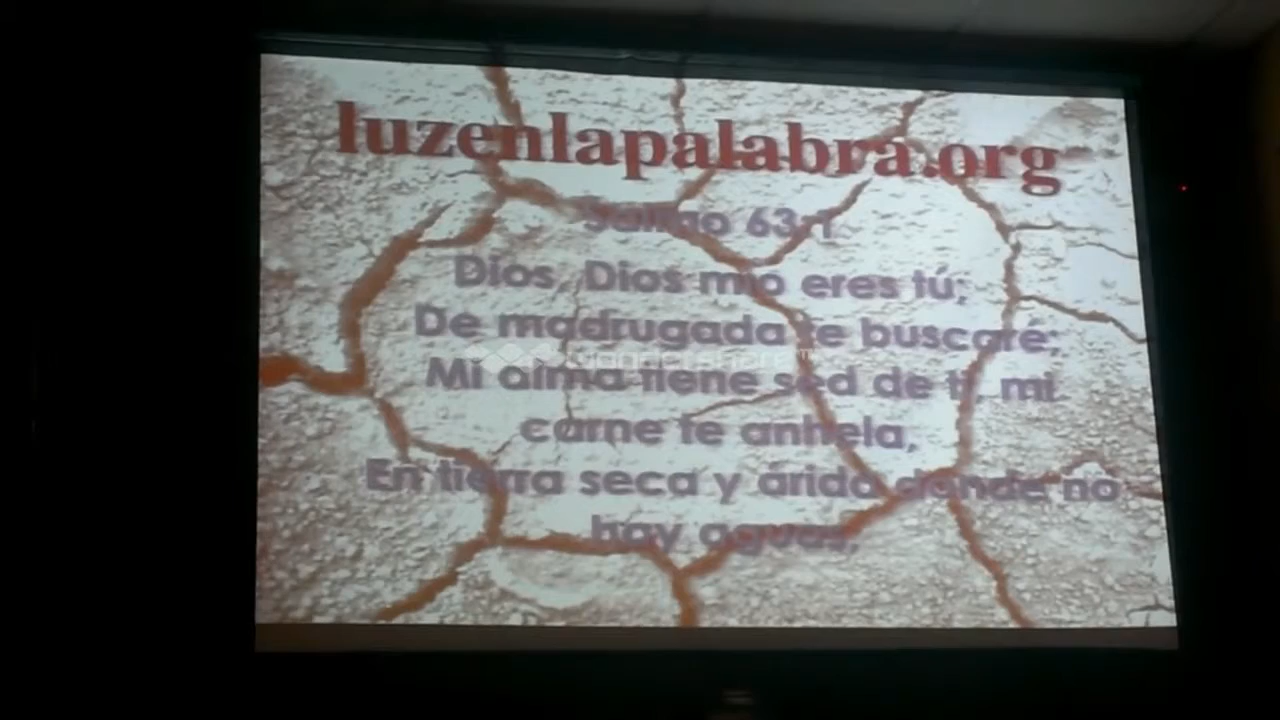 luzenlapalabra.org
Salmo 63:1
Dios, Dios mío eres tú;
De madrugada te buscaré;
wondershare™
Mi alma tiene sed de ti, mi
carne te anhela,
En tierra seca y árida donde no
hay aguas,